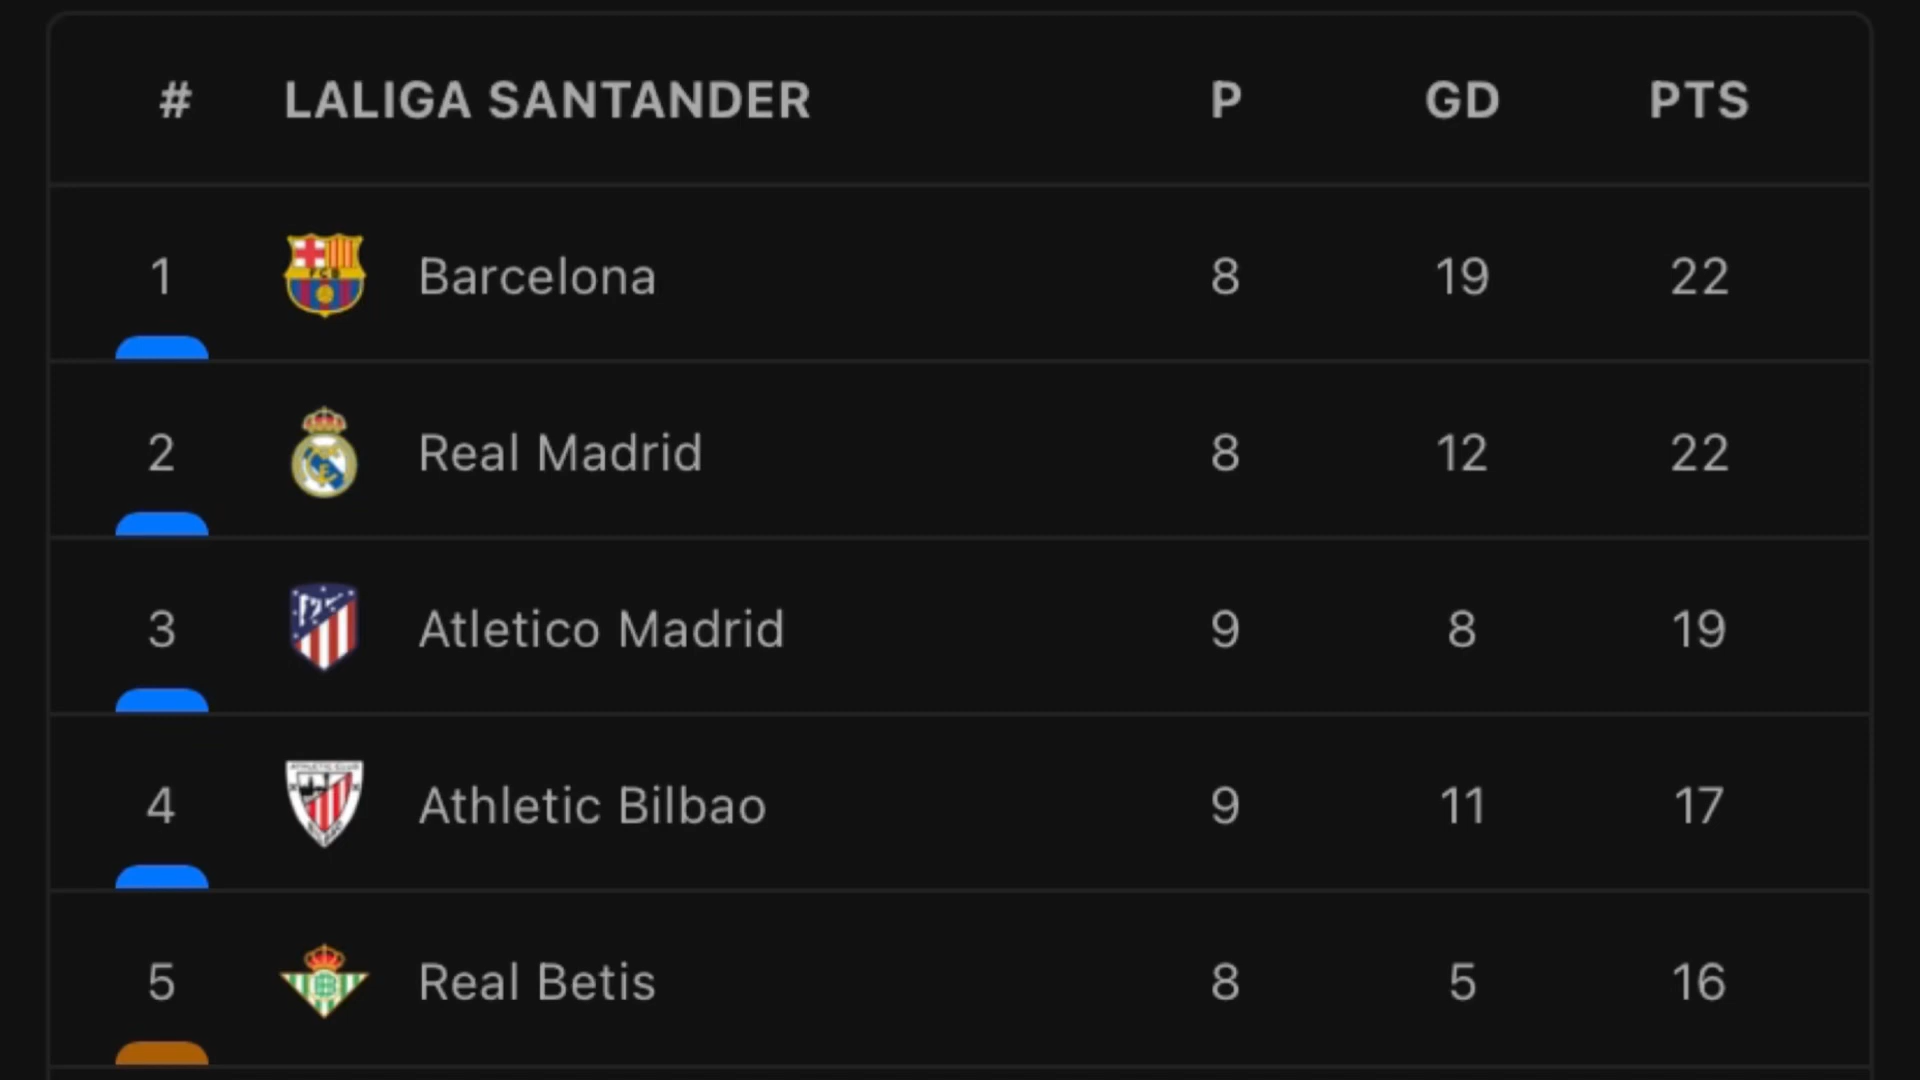 # LALIGA SANTANDER P GD PTS
1 FCB Barcelona 8 19 22
2 Real Madrid 8 12 22
3 Atletico Madrid 9 8 19
4 Athletic Bilbao 9 11 17
5 Real Betis 8 5 16